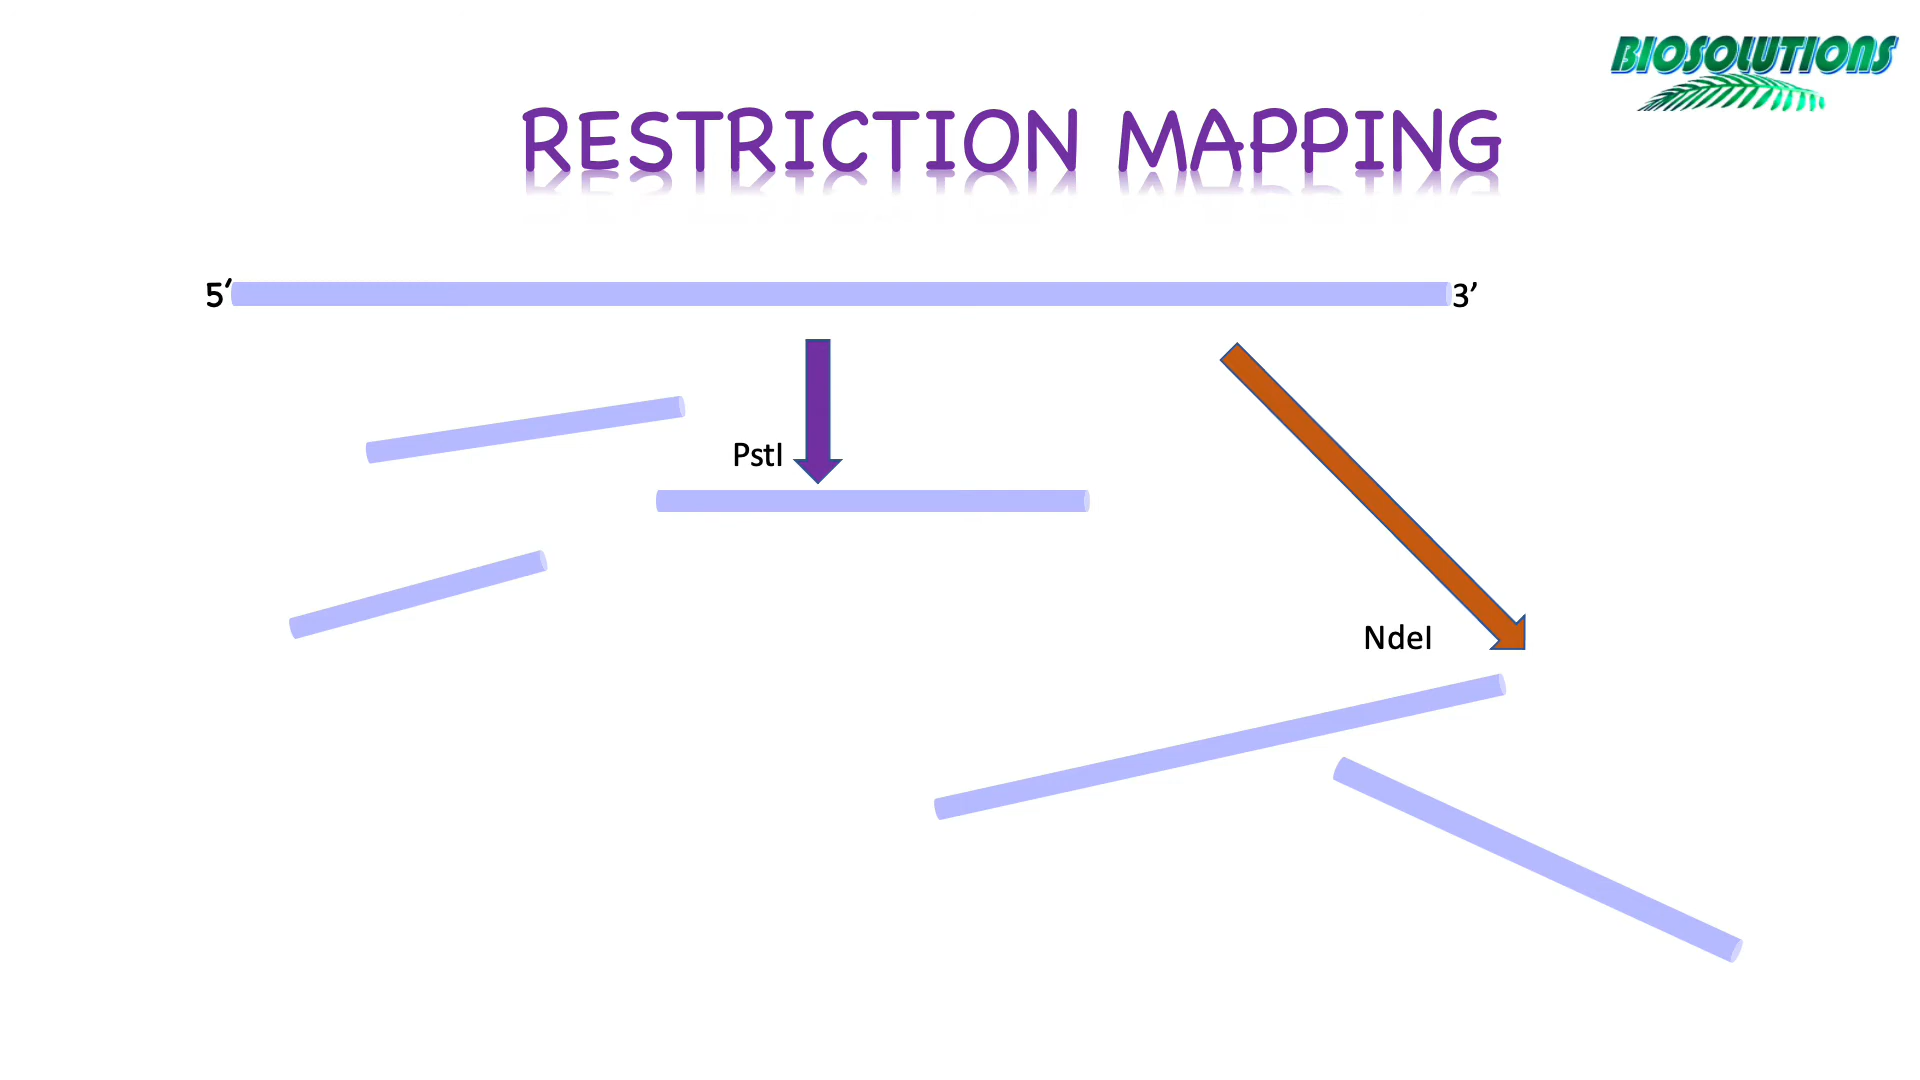 BIOSOLUTIONS
RESTRICTION MAPPING
5′
3’
PstI
NdeI